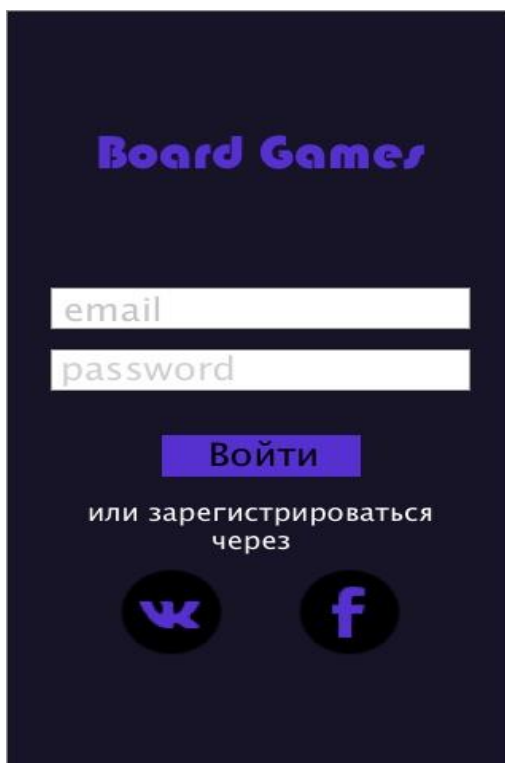 Board Games
email
password
Войти
или зарегистрироваться
через